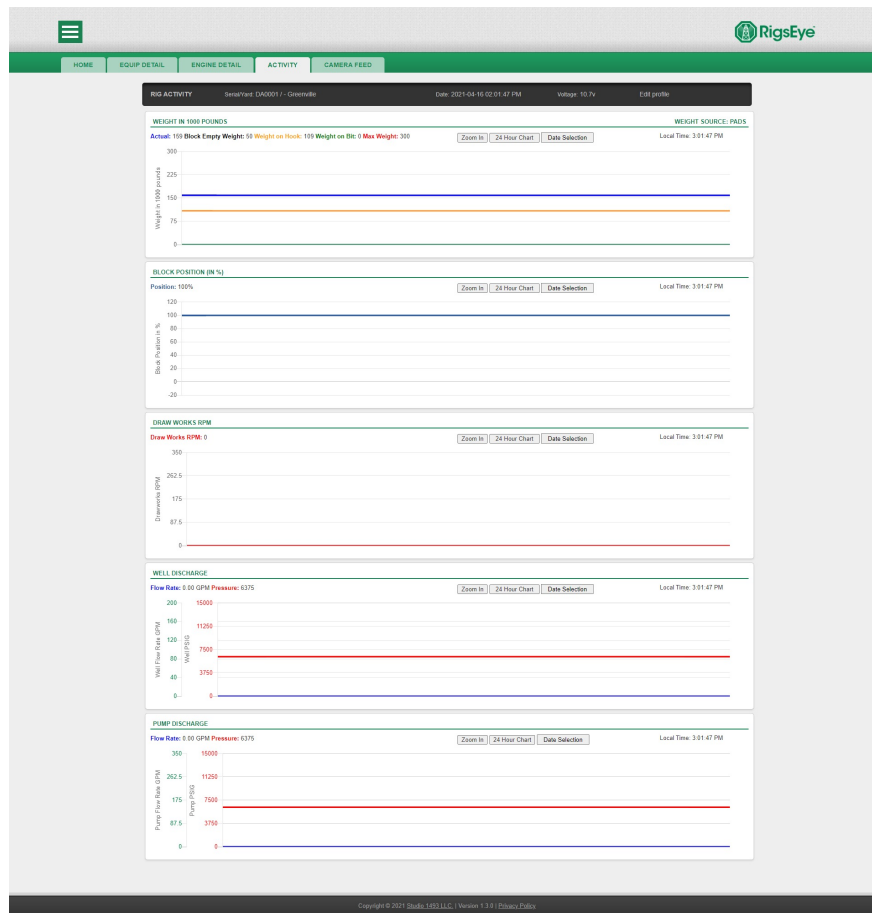 RigsEye
HOME EQUIP DETAIL ENGINE DETAIL ACTIVITY CAMERA FEED
RIG ACTIVITY Serial/Yard: DA0001 / - Greenville Date: 2021-04-16 02:01:47 PM Voltage: 10.7v Edit profile
WEIGHT IN 1000 POUNDS WEIGHT SOURCE: PADS
Actual: 159 Block Empty Weight: 50 Weight on Hook: 109 Weight on Bit: 0 Max Weight: 300 Zoom In 24 Hour Chart Date Selection Local Time: 3:01:47 PM
Weight in 1000 pounds
300
225
150
75
0
BLOCK POSITION (IN %)
Position: 100% Zoom In 24 Hour Chart Date Selection Local Time: 3:01:47 PM
Block Position in %
120
100
80
60
40
20
0
-20
DRAW WORKS RPM
Draw Works RPM: 0 Zoom In 24 Hour Chart Date Selection Local Time: 3:01:47 PM
Drawworks RPM
350
262.5
175
87.5
0
WELL DISCHARGE
Flow Rate: 0.00 GPM Pressure: 6375 Zoom In 24 Hour Chart Date Selection Local Time: 3:01:47 PM
Well Flow Rate GPM
200
160
120
80
40
0
Well PSIG
15000
11250
7500
3750
0
PUMP DISCHARGE
Flow Rate: 0.00 GPM Pressure: 6375 Zoom In 24 Hour Chart Date Selection Local Time: 3:01:47 PM
Pump Flow Rate GPM
350
262.5
175
87.5
0
Pump PSIG
15000
11250
7500
3750
0
Copyright © 2021 Studio 1493 LLC. | Version 1.3.0 | Privacy Policy